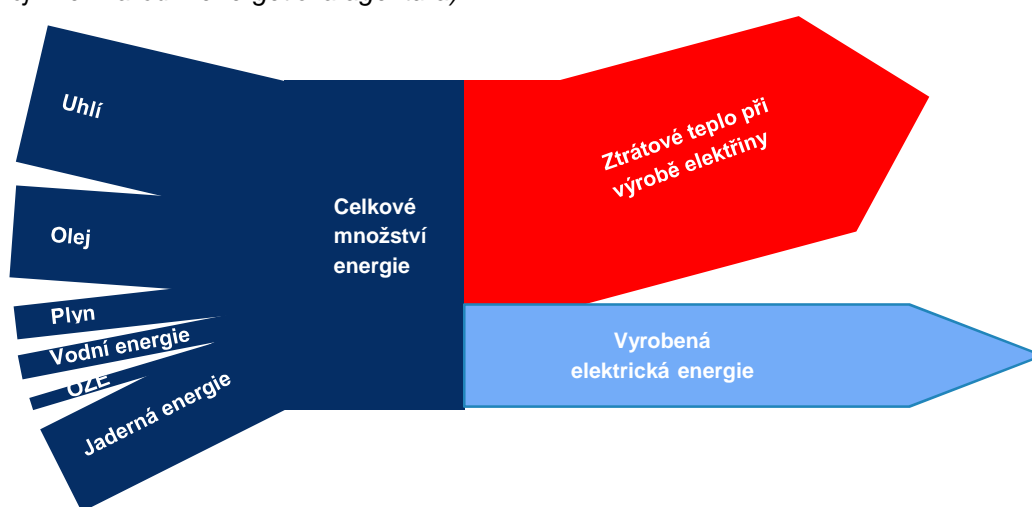 Uhlí
Olej
Plyn
Vodní energie
OZE
Jaderná energie
Celkové
množství
energie
Ztrátové teplo při
výrobě elektřiny
Vyrobená
elektrická energie